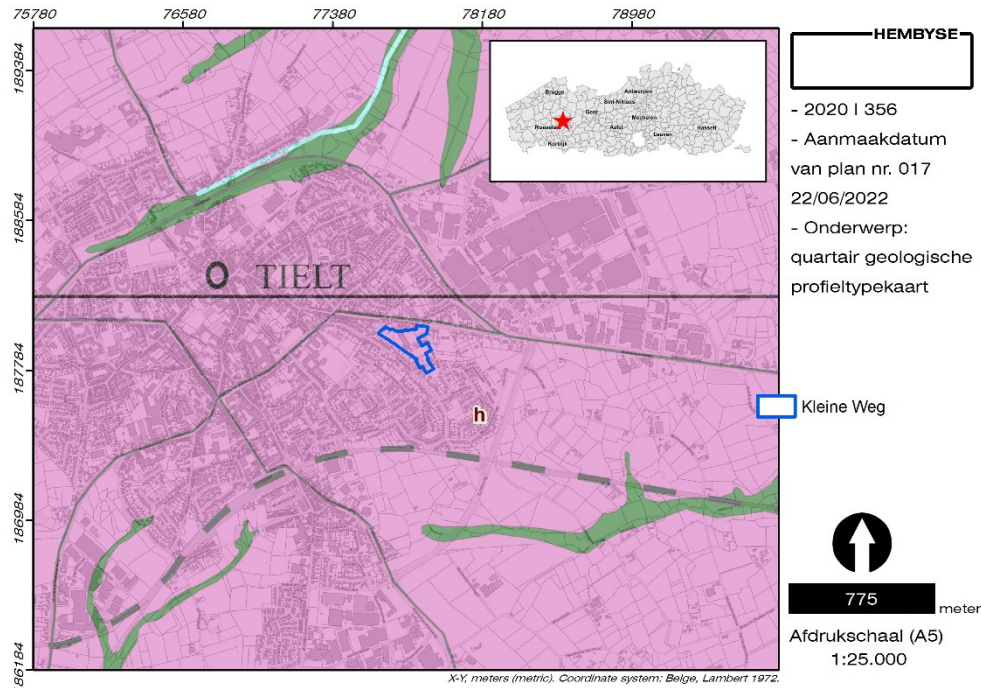 75780
76580
77380
78180
78980
189384
188584
187784
186984
86184
Brugge
Antwerpen
Sint-Niklaas
Gent
Mechelen
Roeselare
Aalst
Leuven
Hasselt
Kortrijk
O TIELT
h
X-Y, meters (metric). Coordinate system: Belge, Lambert 1972.
HEMBYSE
- 2020 I 356
- Aanmaakdatum
van plan nr. 017
22/06/2022
- Onderwerp:
quartair geologische
profieltypekaart
Kleine Weg
775 meter
Afdrukschaal (A5)
1:25.000